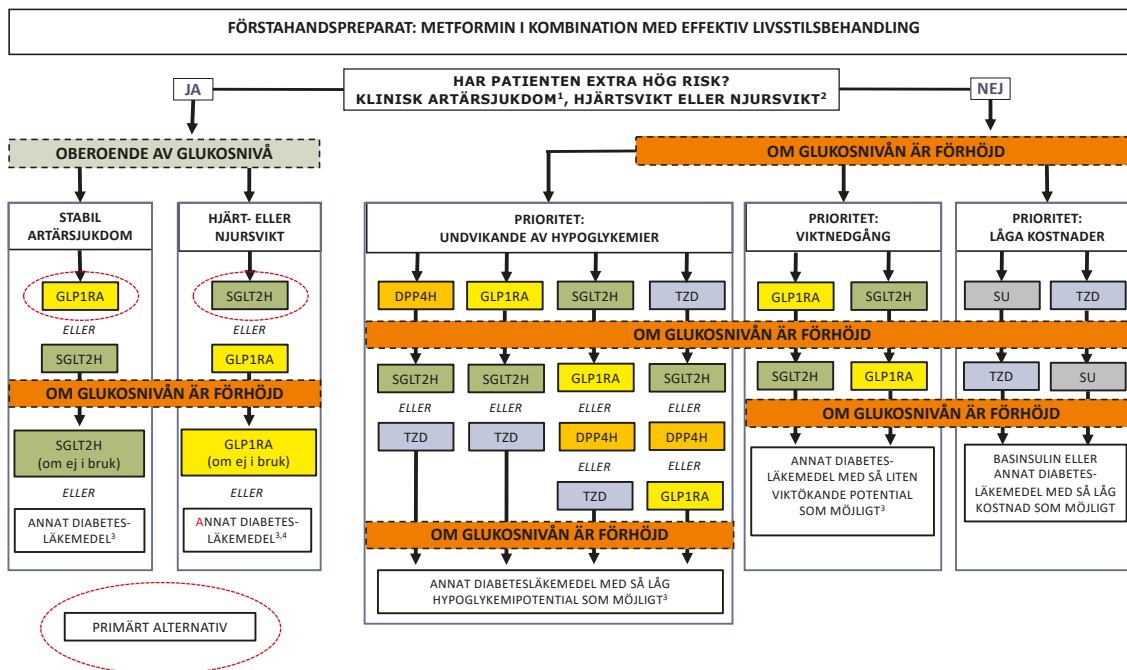 FÖRSTAHANDSPREPARAT: METFORMIN I KOMBINATION MED EFFEKTIV LIVSSTILSBEHANDLING
HAR PATIENTEN EXTRA HÖG RISK?
KLINISK ARTÄRSJUKDOM¹, HJÄRTSVIKT ELLER NJURSVIKT²
JA
NEJ
OBEROENDE AV GLUKOSNIVÅ
OM GLUKOSNIVÅN ÄR FÖRHÖJD
STABIL
ARTÄRSJUKDOM
GLP1RA
ELLER
SGLT2H
HJÄRT- ELLER
NJURSVIKT
SGLT2H
ELLER
GLP1RA
OM GLUKOSNIVÅN ÄR FÖRHÖJD
SGLT2H
(om ej i bruk)
ELLER
ANNAT DIABETES-
LÄKEMEDEL³
GLP1RA
(om ej i bruk)
ELLER
ANNAT DIABETES-
LÄKEMEDEL³,⁴
PRIMÄRT ALTERNATIV
PRIORITET:
UNDVIKANDE AV HYPOGLYKEMIER
DPP4H GLP1RA SGLT2H TZD
PRIORITET:
VIKTNEDGÅNG
GLP1RA SGLT2H
PRIORITET:
LÅGA KOSTNADER
SU TZD
OM GLUKOSNIVÅN ÄR FÖRHÖJD
SGLT2H SGLT2H GLP1RA SGLT2H
ELLER ELLER ELLER ELLER
TZD TZD DPP4H DPP4H
ELLER ELLER
TZD GLP1RA
OM GLUKOSNIVÅN ÄR FÖRHÖJD
ANNAT DIABETESLÄKEMEDEL MED SÅ LÅG
HYPOGLYKEMIPOTENTIAL SOM MÖJLIGT³
SGLT2H GLP1RA
TZD SU
OM GLUKOSNIVÅN ÄR FÖRHÖJD
ANNAT DIABETES-
LÄKEMEDEL MED SÅ LITEN
VIKTÖKANDE POTENTIAL
SOM MÖJLIGT³
BASINSULIN ELLER
ANNAT DIABETES-
LÄKEMEDEL MED SÅ LÅG
KOSTNAD SOM MÖJLIGT